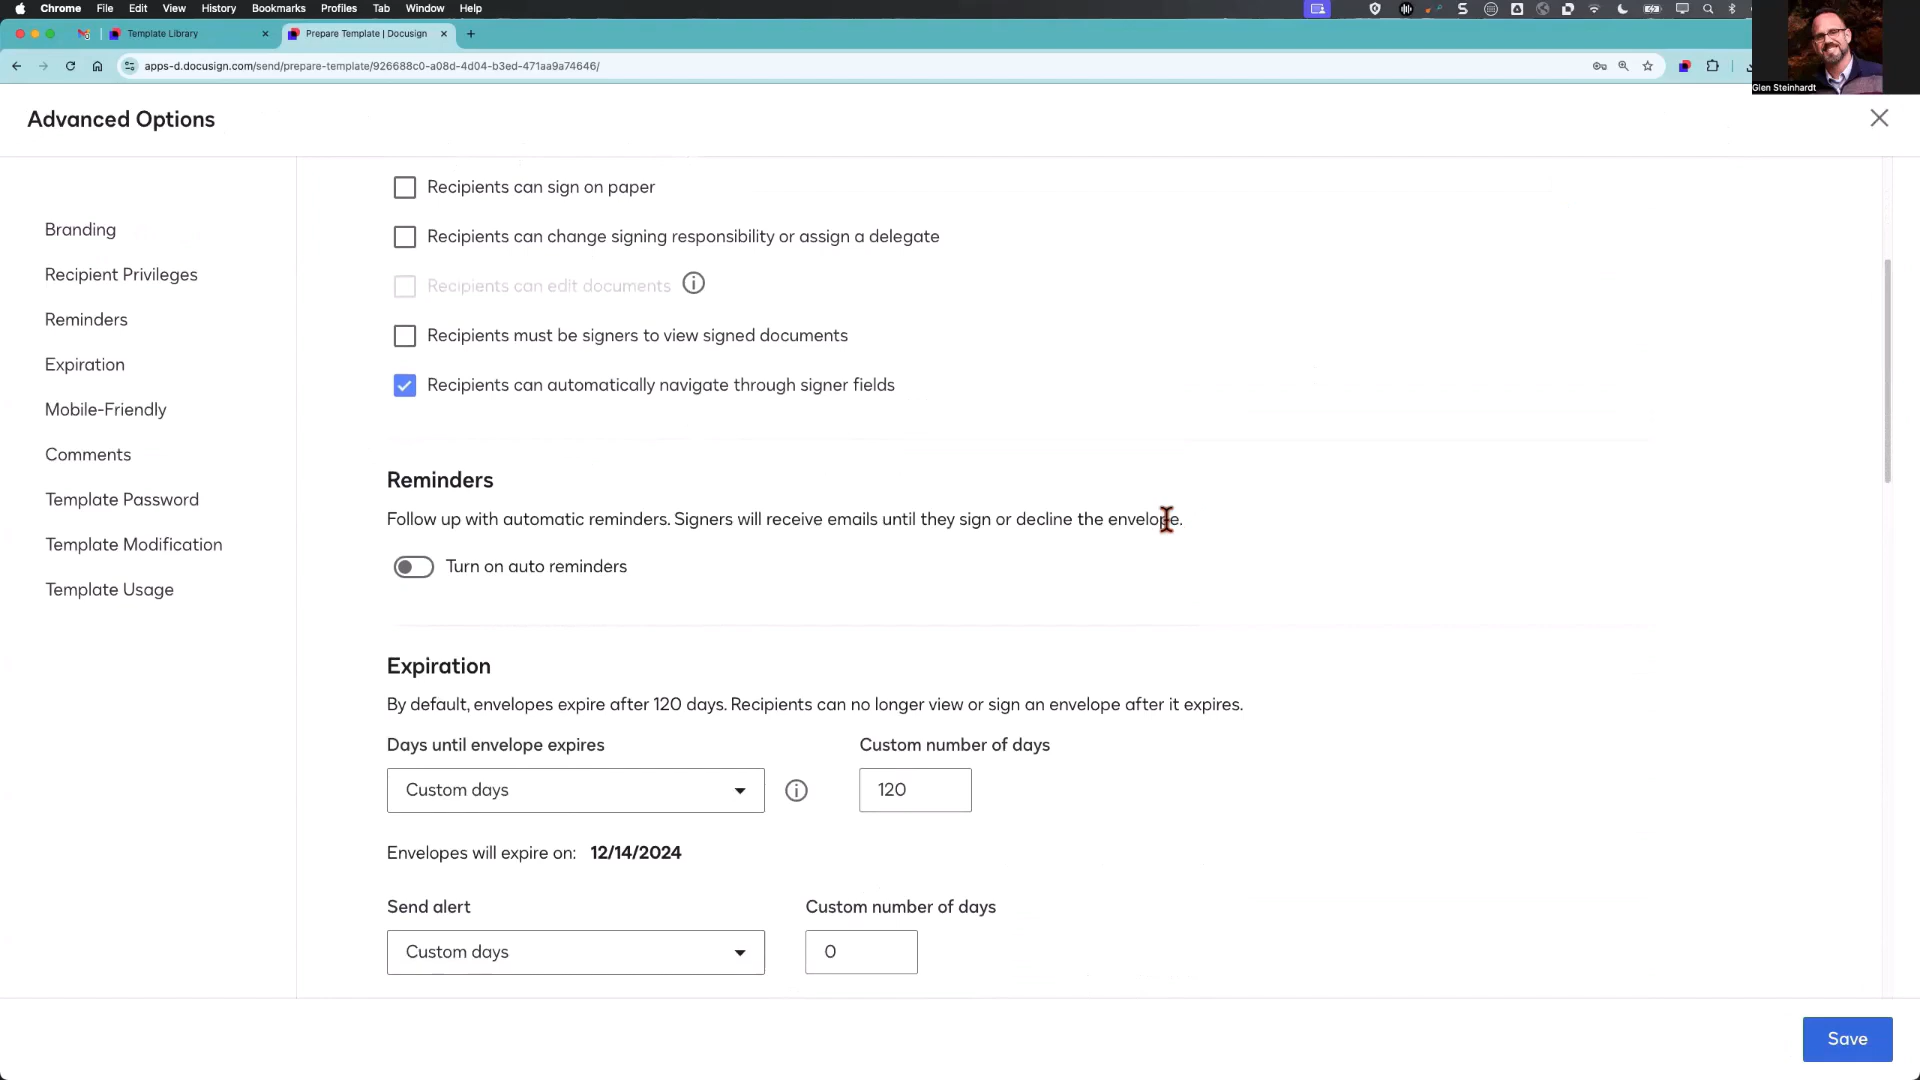 Chrome File Edit View History Bookmarks Profiles Tab Window Help
Template Library
Prepare Template | Docusign
apps-d.docusign.com/send/prepare-template/926688c0-a08d-4d04-b3ed-471aa9a74646/
Glen Steinhardt
Advanced Options
Branding
Recipient Privileges
Reminders
Expiration
Mobile-Friendly
Comments
Template Password
Template Modification
Template Usage
Recipients can sign on paper
Recipients can change signing responsibility or assign a delegate
Recipients can edit documents
Recipients must be signers to view signed documents
Recipients can automatically navigate through signer fields
Reminders
Follow up with automatic reminders. Signers will receive emails until they sign or decline the envelope.
Turn on auto reminders
Expiration
By default, envelopes expire after 120 days. Recipients can no longer view or sign an envelope after it expires.
Days until envelope expires
Custom number of days
Custom days
120
Envelopes will expire on: 12/14/2024
Send alert
Custom number of days
Custom days
0
Save